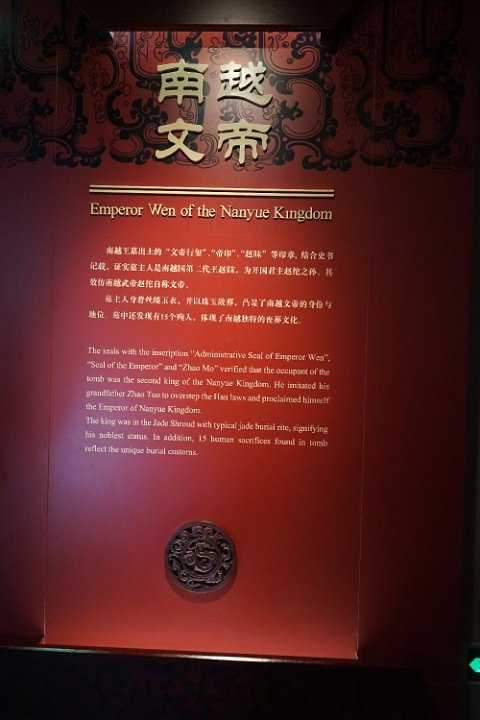 南越
文帝
Emperor Wen of the Nanyue Kingdom
南越王墓出土的“文帝行玺”、“帝印”、“赵眜”等印章，结合史书
记载，证实墓主人是南越国第二代王赵眜，为开国君主赵佗之孙。其
效仿南越武帝赵佗自称文帝。
墓主人身着丝缕玉衣，并以珠玉敛葬，凸显了南越文帝的身份与
地位。墓中还发现有15个殉人，体现了南越独特的丧葬文化。
The seals with the inscription “Administrative Seal of Emperor Wen”,
“Seal of the Emperor” and “Zhao Mo” verified that the occupant of the
tomb was the second king of the Nanyue Kingdom. He imitated his
grandfather Zhao Tuo to overstep the Han laws and proclaimed himself
the Emperor of Nanyue Kingdom.
The king was in the Jade Shroud with typical jade burial rite, signifying
his noblest status. In addition, 15 human sacrifices found in tomb
reflect the unique burial customs.